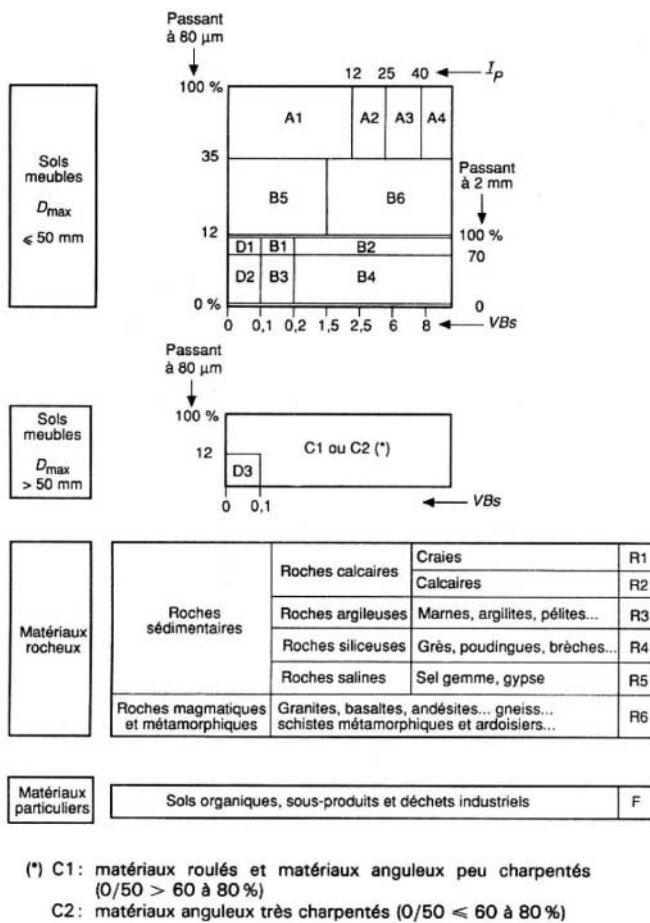 Passant
à 80 µm
100 %
12 25 40 I_P
Sols
meubles
D_max
⩽ 50 mm
A1 A2 A3 A4
35
Passant
à 2 mm
B5 B6
12
100 %
D1 B1 B2
70
D2 B3 B4
0 %
0
0 0,1 0,2 1,5 2,5 6 8 VBs
Passant
à 80 µm
100 %
Sols
meubles
D_max
> 50 mm
C1 ou C2 (*)
12
D3
0 0,1
VBs
Matériaux
rocheux
Roches
sédimentaires
Roches calcaires
Craies R1
Calcaires R2
Roches argileuses Marnes, argilites, pélites... R3
Roches siliceuses Grès, poudingues, brèches... R4
Roches salines Sel gemme, gypse R5
Roches magmatiques
et métamorphiques
Granites, basaltes, andésites... gneiss...
schistes métamorphiques et ardoisiers...
R6
Matériaux
particuliers
Sols organiques, sous-produits et déchets industriels F
(*) C1 : matériaux roulés et matériaux anguleux peu charpentés
(0/50 > 60 à 80 %)
C2 : matériaux anguleux très charpentés (0/50 ⩽ 60 à 80 %)